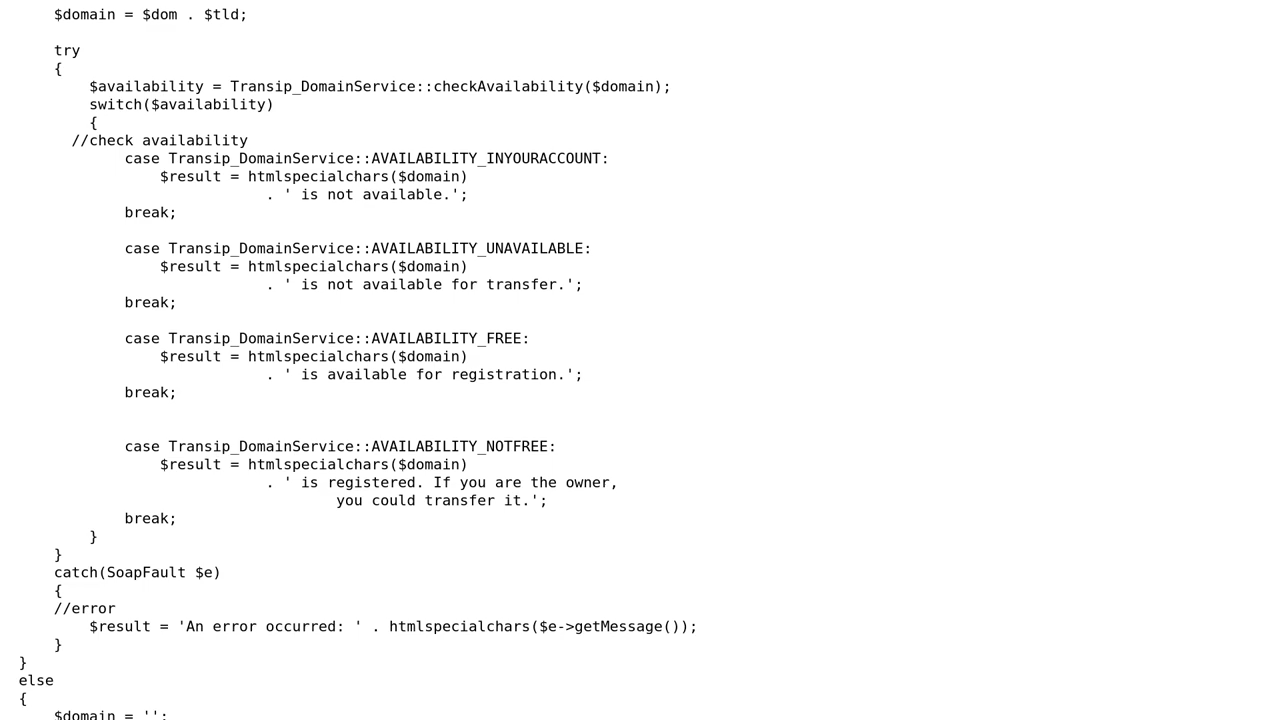 $domain = $dom . $tld;
try
{
$availability = Transip_DomainService::checkAvailability($domain);
switch($availability)
{
//check availability
case Transip_DomainService::AVAILABILITY_INYOURACCOUNT:
$result = htmlspecialchars($domain)
. ' is not available.';
break;
case Transip_DomainService::AVAILABILITY_UNAVAILABLE:
$result = htmlspecialchars($domain)
. ' is not available for transfer.';
break;
case Transip_DomainService::AVAILABILITY_FREE:
$result = htmlspecialchars($domain)
. ' is available for registration.';
break;
case Transip_DomainService::AVAILABILITY_NOTFREE:
$result = htmlspecialchars($domain)
. ' is registered. If you are the owner,
you could transfer it.';
break;
}
}
catch(SoapFault $e)
{
//error
$result = 'An error occurred: ' . htmlspecialchars($e->getMessage());
}
}
else
{
$domain = '';